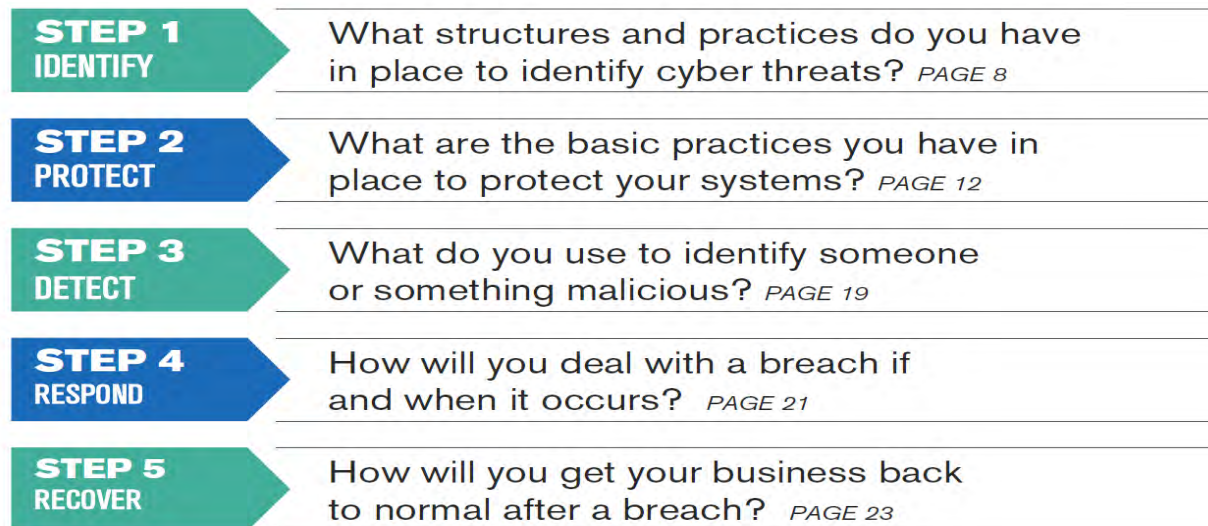 STEP 1
IDENTIFY
What structures and practices do you have
in place to identify cyber threats? PAGE 8
STEP 2
PROTECT
What are the basic practices you have in
place to protect your systems? PAGE 12
STEP 3
DETECT
What do you use to identify someone
or something malicious? PAGE 19
STEP 4
RESPOND
How will you deal with a breach if
and when it occurs? PAGE 21
STEP 5
RECOVER
How will you get your business back
to normal after a breach? PAGE 23